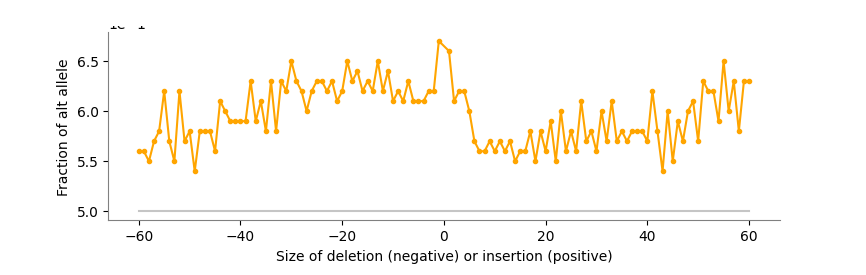 6.5
6.0
5.5
5.0
Fraction of alt allele
−60 −40 −20 0 20 40 60
Size of deletion (negative) or insertion (positive)